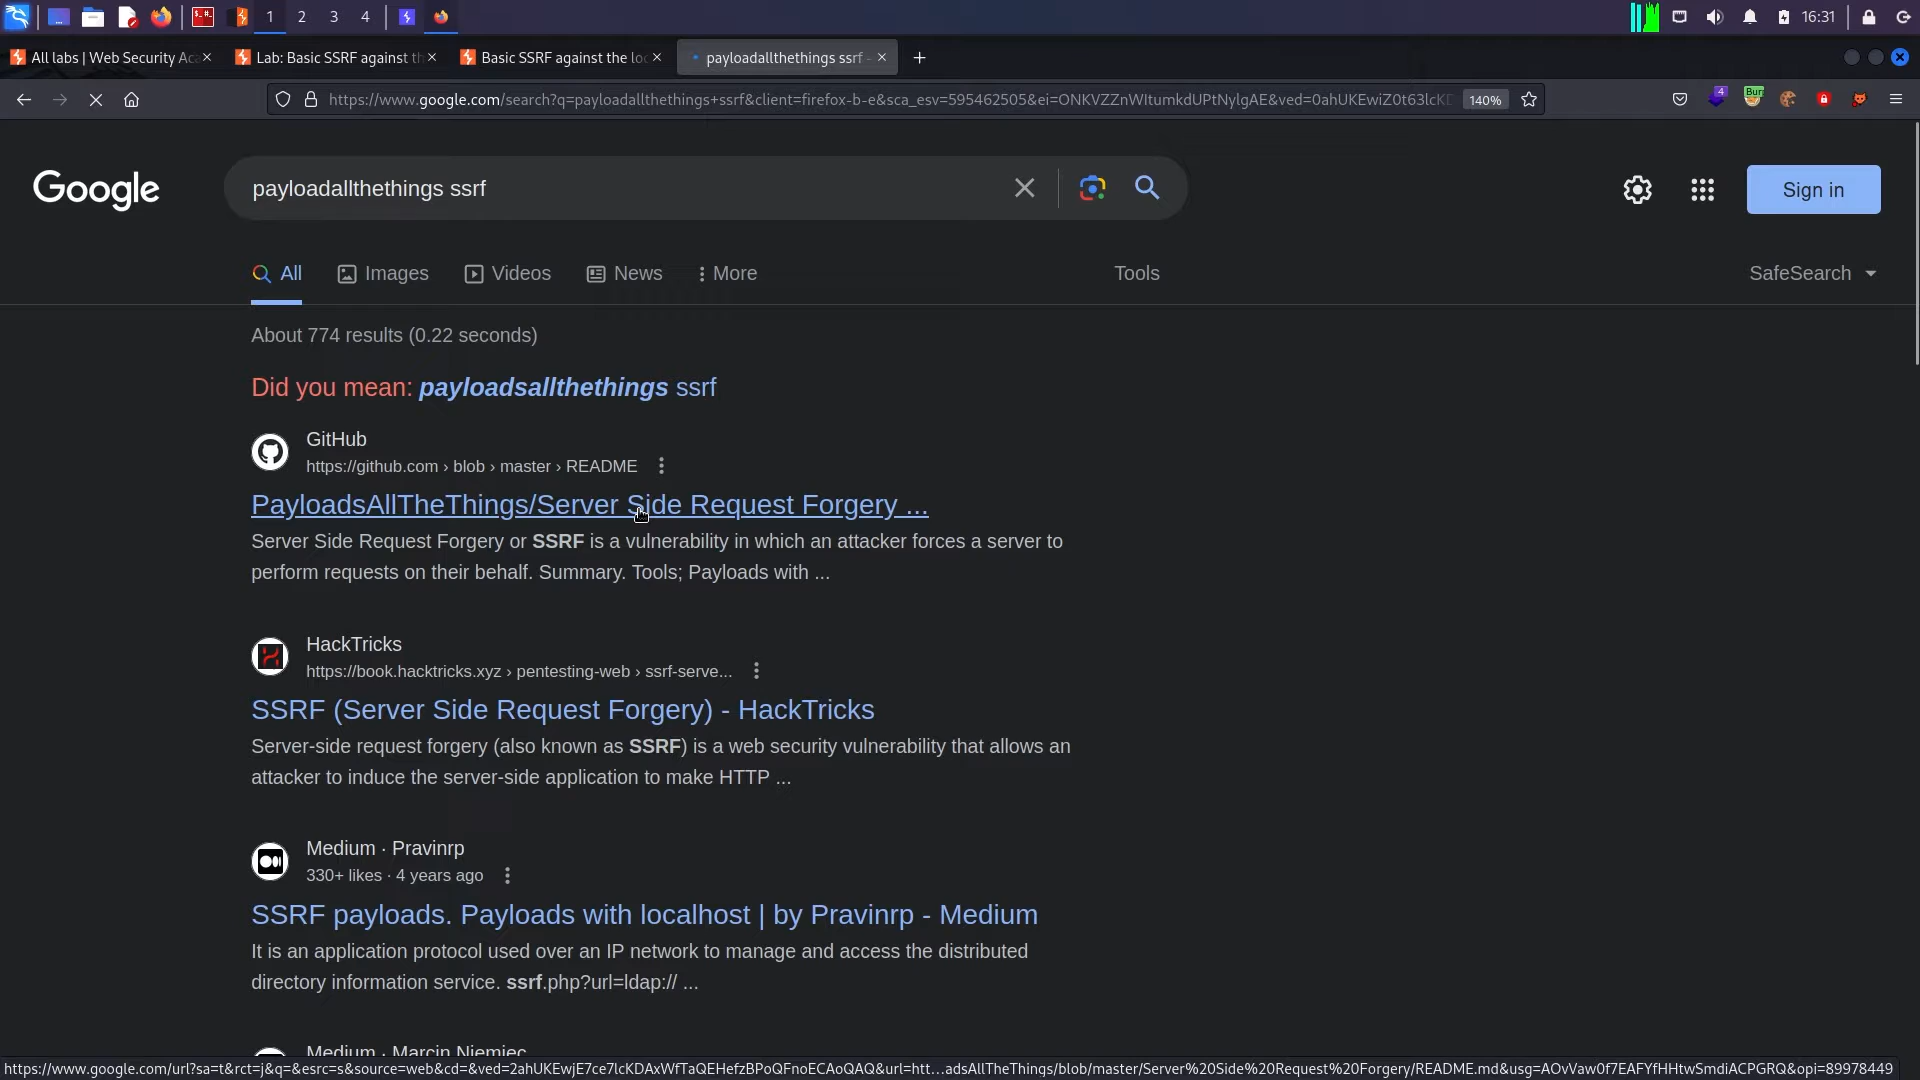 1 2 3 4 16:31
All labs | Web Security Aca
Lab: Basic SSRF against th
Basic SSRF against the loc
payloadallthethings ssrf -
https://www.google.com/search?q=payloadallthethings+ssrf&client=firefox-b-e&sca_esv=595462505&ei=ONKVZZnWItumkdUPtNylgAE&ved=0ahUKEwiZ0t63lcKD
140%
4
Burp
Google
payloadallthethings ssrf
Sign in
All Images Videos News More Tools SafeSearch
About 774 results (0.22 seconds)
Did you mean: payloadsallthethings ssrf
GitHub
https://github.com › blob › master › README
PayloadsAllTheThings/Server Side Request Forgery ...
Server Side Request Forgery or SSRF is a vulnerability in which an attacker forces a server to
perform requests on their behalf. Summary. Tools; Payloads with ...
HackTricks
https://book.hacktricks.xyz › pentesting-web › ssrf-serve...
SSRF (Server Side Request Forgery) - HackTricks
Server-side request forgery (also known as SSRF) is a web security vulnerability that allows an
attacker to induce the server-side application to make HTTP ...
Medium · Pravinrp
330+ likes · 4 years ago
SSRF payloads. Payloads with localhost | by Pravinrp - Medium
It is an application protocol used over an IP network to manage and access the distributed
directory information service. ssrf.php?url=ldap:// ...
Medium · Marcin Niemiec
https://www.google.com/url?sa=t&rct=j&q=&esrc=s&source=web&cd=&ved=2ahUKEwjE7ce7lcKDAxWfTaQEHefzBPoQFnoECAoQAQ&url=htt...adsAllTheThings/blob/master/Server%20Side%20Request%20Forgery/README.md&usg=AOvVaw0f7EAFYfHHtwSmdiACPGRQ&opi=89978449